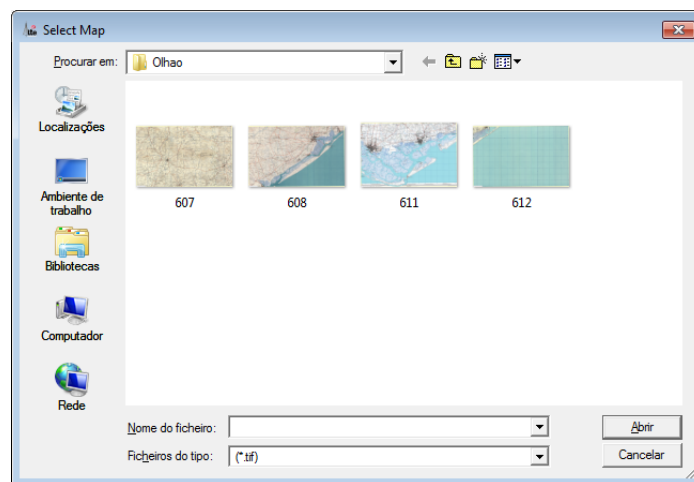 Select Map
Procurar em:
Olhao
Localizações
Ambiente de
trabalho
Bibliotecas
Computador
Rede
607
608
611
612
Nome do ficheiro:
Abrir
Ficheiros do tipo:
(*.tif)
Cancelar